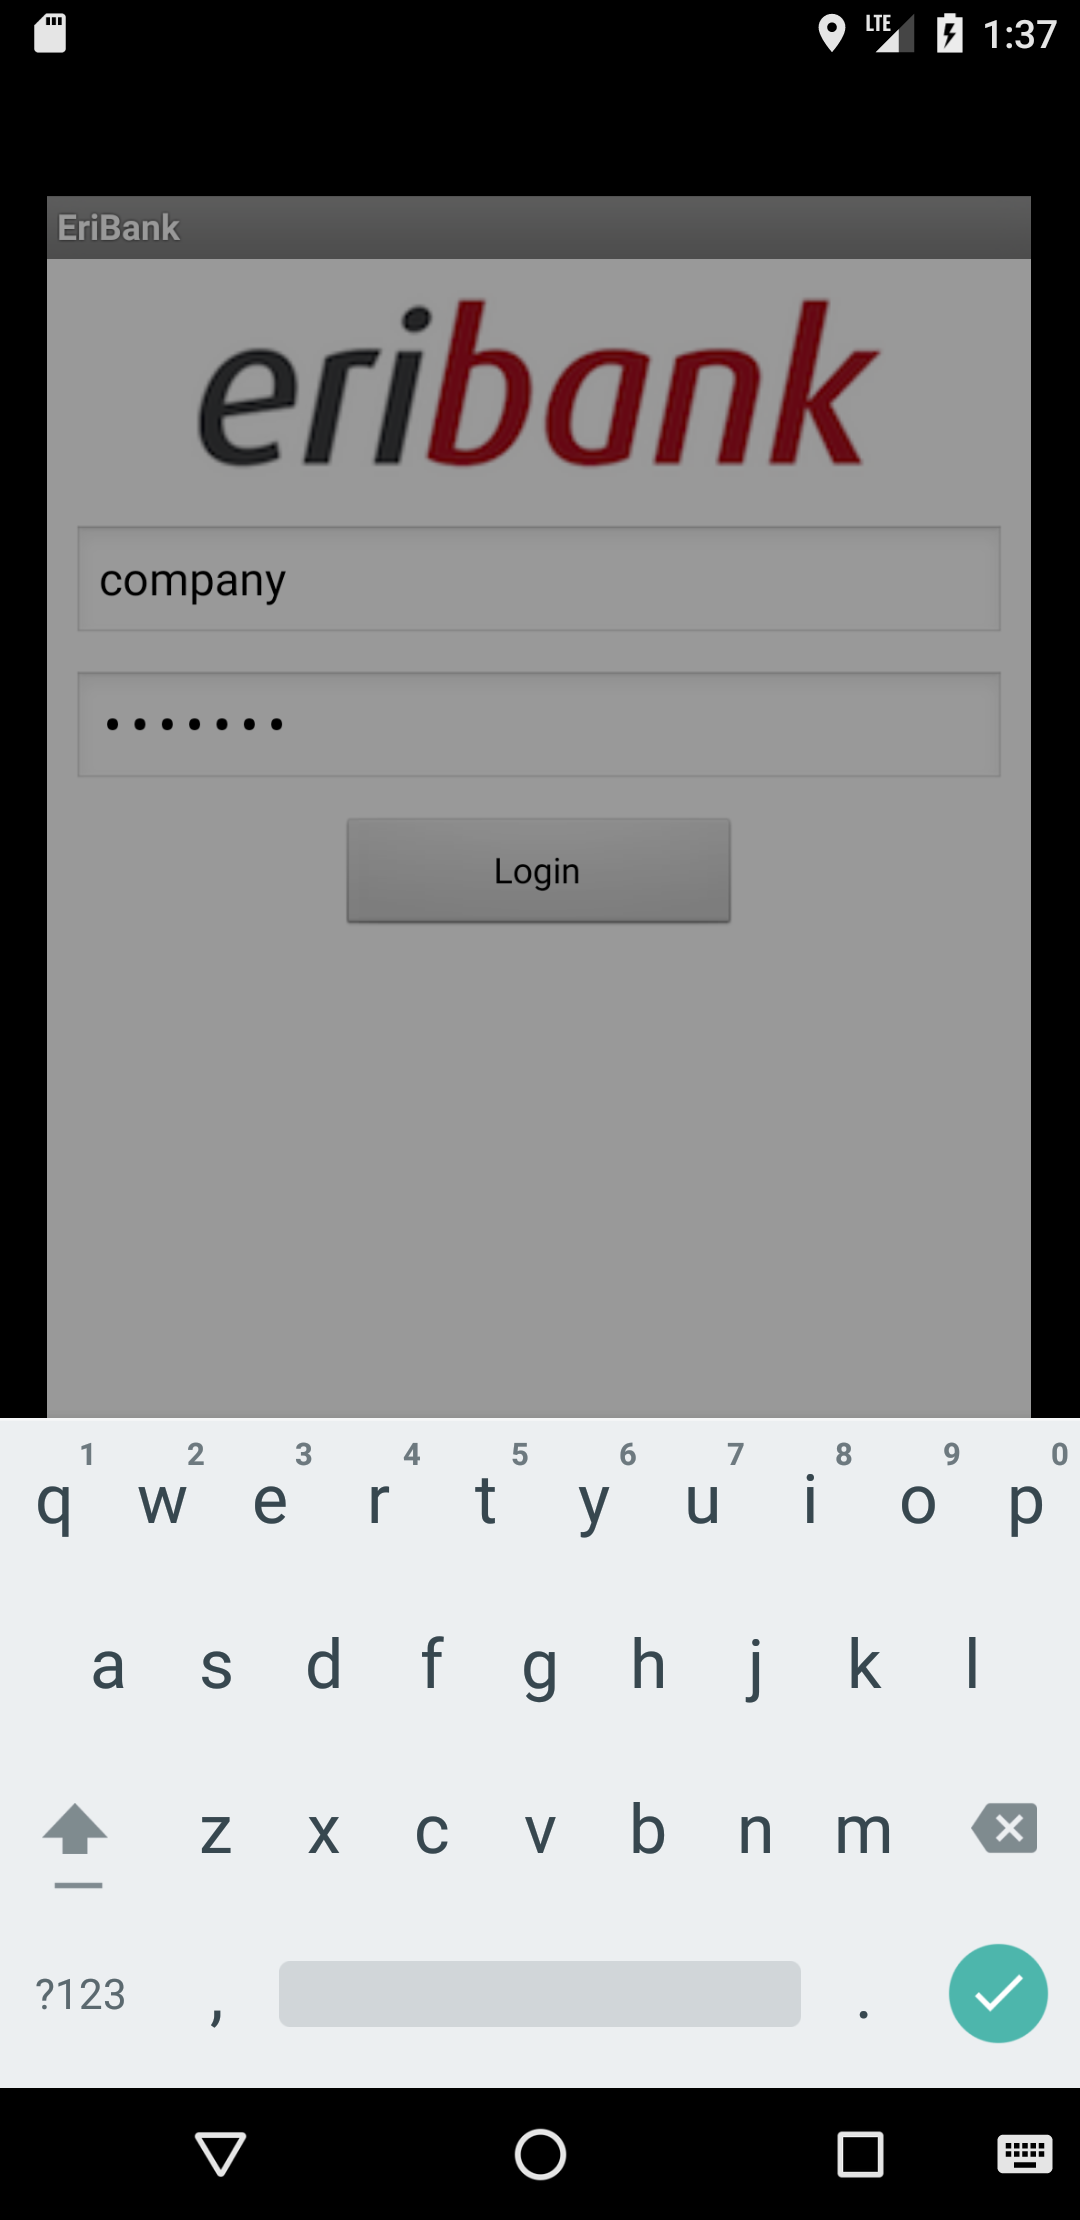 LTE 1:37
EriBank
eribank
company
•••••••
Login
1 2 3 4 5 6 7 8 9 0
q w e r t y u i o p
a s d f g h j k l
z x c v b n m
?123 , .